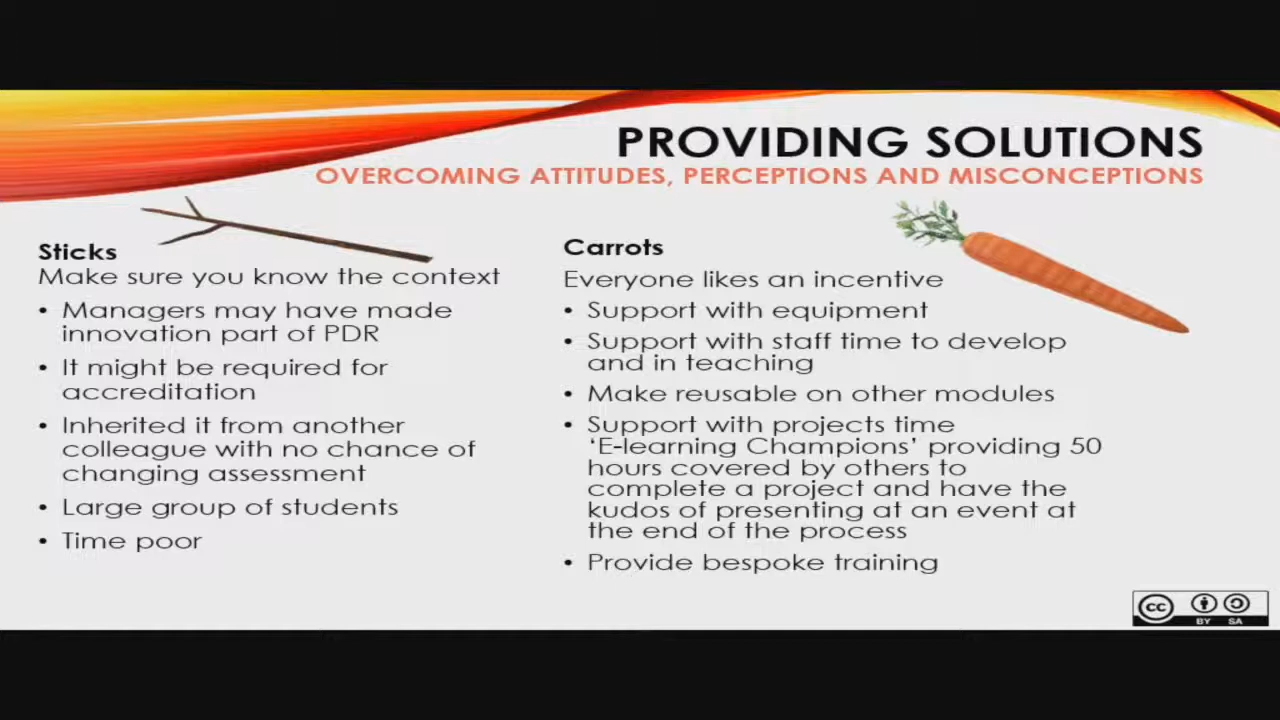 PROVIDING SOLUTIONS
OVERCOMING ATTITUDES, PERCEPTIONS AND MISCONCEPTIONS
Sticks
Make sure you know the context
• Managers may have made
innovation part of PDR
• It might be required for
accreditation
• Inherited it from another
colleague with no chance of
changing assessment
• Large group of students
• Time poor
Carrots
Everyone likes an incentive
• Support with equipment
• Support with staff time to develop
and in teaching
• Make reusable on other modules
• Support with projects time
‘E-learning Champions’ providing 50
hours covered by others to
complete a project and have the
kudos of presenting at an event at
the end of the process
• Provide bespoke training
cc
BY SA